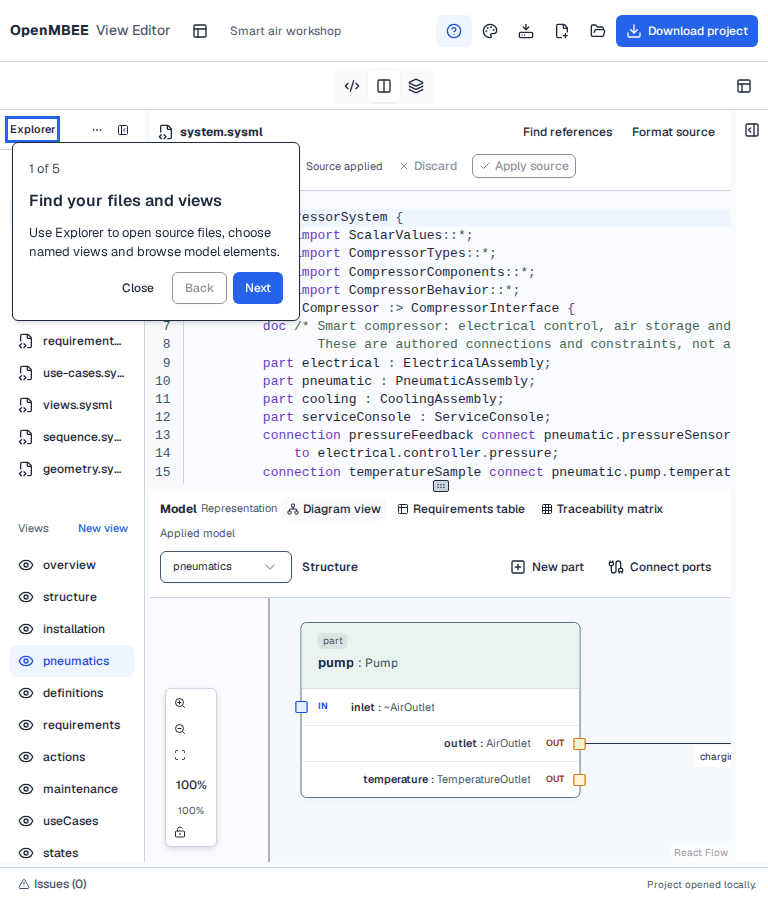 OpenMBEE View Editor
Smart air workshop
Download project
Explorer
system.sysml
Find references
Format source
Source applied
Discard
Apply source
1 of 5
Find your files and views
Use Explorer to open source files, choose
named views and browse model elements.
Close
Back
Next
ressorSystem {
mport ScalarValues::*;
mport CompressorTypes::*;
mport CompressorComponents::*;
mport CompressorBehavior::*;
Compressor :> CompressorInterface {
7 doc /* Smart compressor: electrical control, air storage and
8 These are authored connections and constraints, not a
9 part electrical : ElectricalAssembly;
10 part pneumatic : PneumaticAssembly;
11 part cooling : CoolingAssembly;
12 part serviceConsole : ServiceConsole;
13 connection pressureFeedback connect pneumatic.pressureSensor
14 to electrical.controller.pressure;
15 connection temperatureSample connect pneumatic.pump.temperat
requirement...
use-cases.sy...
views.sysml
sequence.sy...
geometry.sy...
Views
New view
overview
structure
installation
pneumatics
definitions
requirements
actions
maintenance
useCases
states
Model Representation
Diagram view
Requirements table
Traceability matrix
Applied model
pneumatics
Structure
New part
Connect ports
part
pump : Pump
IN inlet : ~AirOutlet
outlet : AirOutlet OUT
temperature : TemperatureOutlet OUT
chargin
100%
100%
React Flow
Issues (0)
Project opened locally.